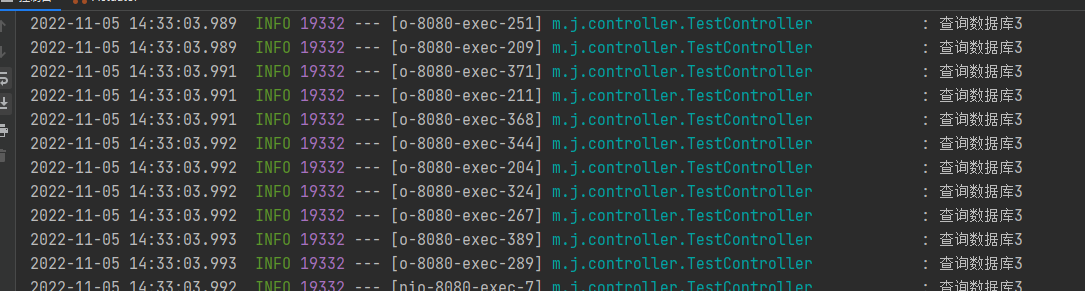 2022-11-05 14:33:03.989 INFO 19332 --- [o-8080-exec-251] m.j.controller.TestController : 查询数据库3
2022-11-05 14:33:03.989 INFO 19332 --- [o-8080-exec-209] m.j.controller.TestController : 查询数据库3
2022-11-05 14:33:03.991 INFO 19332 --- [o-8080-exec-371] m.j.controller.TestController : 查询数据库3
2022-11-05 14:33:03.991 INFO 19332 --- [o-8080-exec-211] m.j.controller.TestController : 查询数据库3
2022-11-05 14:33:03.991 INFO 19332 --- [o-8080-exec-368] m.j.controller.TestController : 查询数据库3
2022-11-05 14:33:03.992 INFO 19332 --- [o-8080-exec-344] m.j.controller.TestController : 查询数据库3
2022-11-05 14:33:03.992 INFO 19332 --- [o-8080-exec-204] m.j.controller.TestController : 查询数据库3
2022-11-05 14:33:03.992 INFO 19332 --- [o-8080-exec-324] m.j.controller.TestController : 查询数据库3
2022-11-05 14:33:03.992 INFO 19332 --- [o-8080-exec-267] m.j.controller.TestController : 查询数据库3
2022-11-05 14:33:03.993 INFO 19332 --- [o-8080-exec-389] m.j.controller.TestController : 查询数据库3
2022-11-05 14:33:03.993 INFO 19332 --- [o-8080-exec-289] m.j.controller.TestController : 查询数据库3
2022-11-05 14:33:03.992 INFO 19332 --- [nio-8080-exec-7] m.j.controller.TestController : 查询数据库3